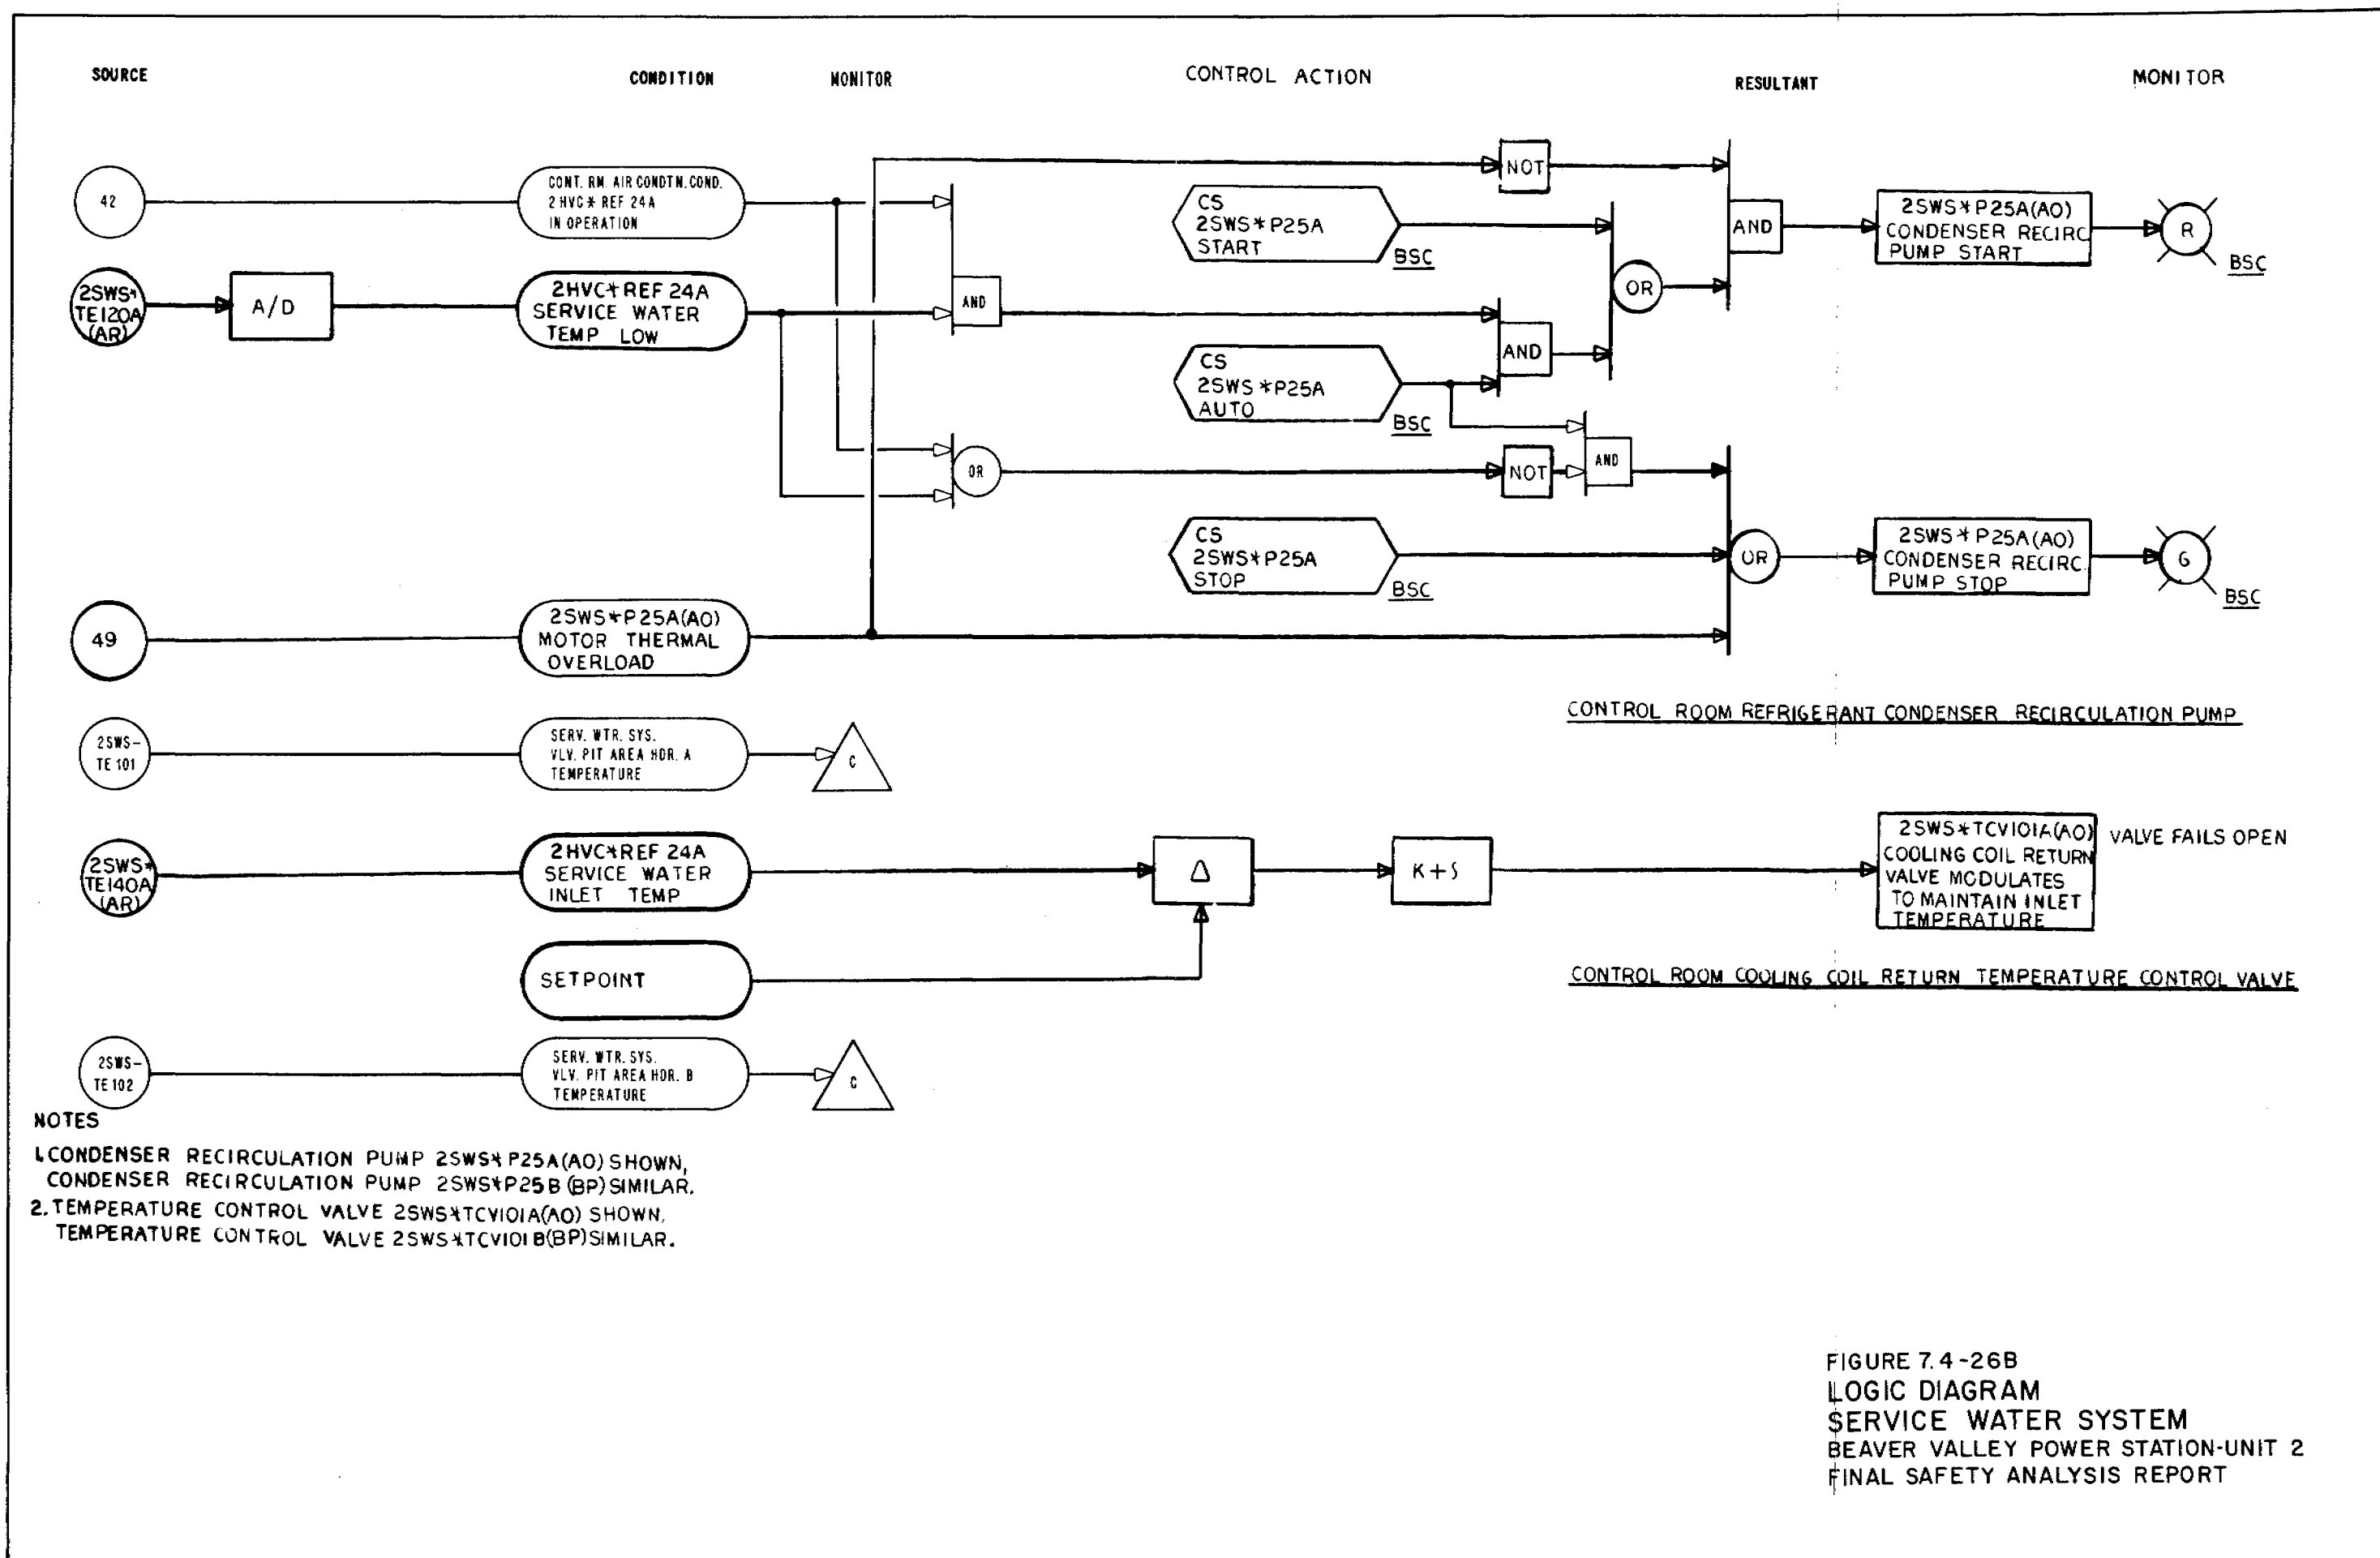 SOURCE
CONDITION
MONITOR
CONTROL ACTION
RESULTANT
MONITOR
42
CONT. RM. AIR CONDTN. COND.
2HVC* REF 24A
IN OPERATION
NOT
CS
2SWS*P25A
START
BSC
AND
2SWS*P25A(AO)
CONDENSER RECIRC
PUMP START
R
BSC
2SWS*
TE120A
(AR)
A/D
2HVC*REF 24A
SERVICE WATER
TEMP LOW
AND
OR
AND
CS
2SWS*P25A
AUTO
BSC
OR
NOT
AND
CS
2SWS*P25A
STOP
BSC
OR
2SWS*P25A(AO)
CONDENSER RECIRC
PUMP STOP
G
BSC
49
2SWS*P25A(AO)
MOTOR THERMAL
OVERLOAD
CONTROL ROOM REFRIGERANT CONDENSER RECIRCULATION PUMP
2SWS-
TE 101
SERV. WTR. SYS.
VLV. PIT AREA HDR. A
TEMPERATURE
C
2SWS*
TE140A
(AR)
2HVC*REF 24A
SERVICE WATER
INLET TEMP
Δ
K+S
2SWS*TCV101A(AO)
COOLING COIL RETURN
VALVE MODULATES
TO MAINTAIN INLET
TEMPERATURE
VALVE FAILS OPEN
SETPOINT
CONTROL ROOM COOLING COIL RETURN TEMPERATURE CONTROL VALVE
2SWS-
TE 102
SERV. WTR. SYS.
VLV. PIT AREA HDR. B
TEMPERATURE
C
NOTES
1. CONDENSER RECIRCULATION PUMP 2SWS*P25A(AO) SHOWN,
CONDENSER RECIRCULATION PUMP 2SWS*P25B(BP) SIMILAR.
2. TEMPERATURE CONTROL VALVE 2SWS*TCV101A(AO) SHOWN,
TEMPERATURE CONTROL VALVE 2SWS*TCV101B(BP) SIMILAR.
FIGURE 7.4-26B
LOGIC DIAGRAM
SERVICE WATER SYSTEM
BEAVER VALLEY POWER STATION-UNIT 2
FINAL SAFETY ANALYSIS REPORT